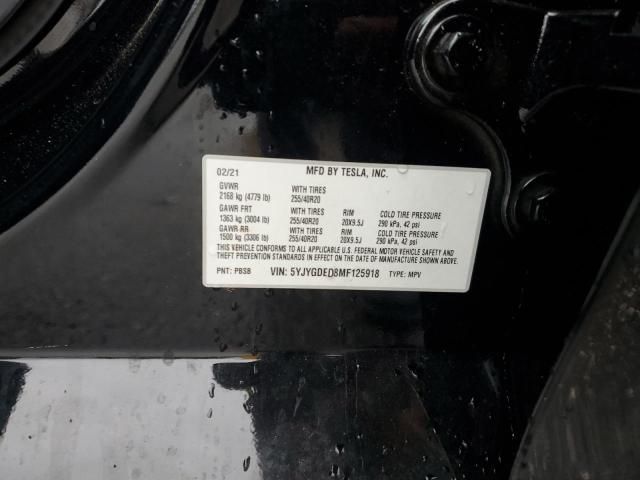 02/21 MFD BY TESLA, INC.
GVWR WITH TIRES
2168 kg (4779 lb) 255/40R20
GAWR FRT WITH TIRES RIM COLD TIRE PRESSURE
1363 kg (3004 lb) 255/40R20 20X9.5J 290 kPa, 42 psi
GAWR RR WITH TIRES RIM COLD TIRE PRESSURE
1500 kg (3306 lb) 255/40R20 20X9.5J 290 kPa, 42 psi
THIS VEHICLE CONFORMS TO ALL APPLICABLE FEDERAL MOTOR VEHICLE SAFETY AND
THEFT PREVENTION STANDARDS IN EFFECT ON THE DATE OF MANUFACTURE SHOWN ABOVE.
PNT: PBSB VIN: 5YJYGDED8MF125918 TYPE: MPV